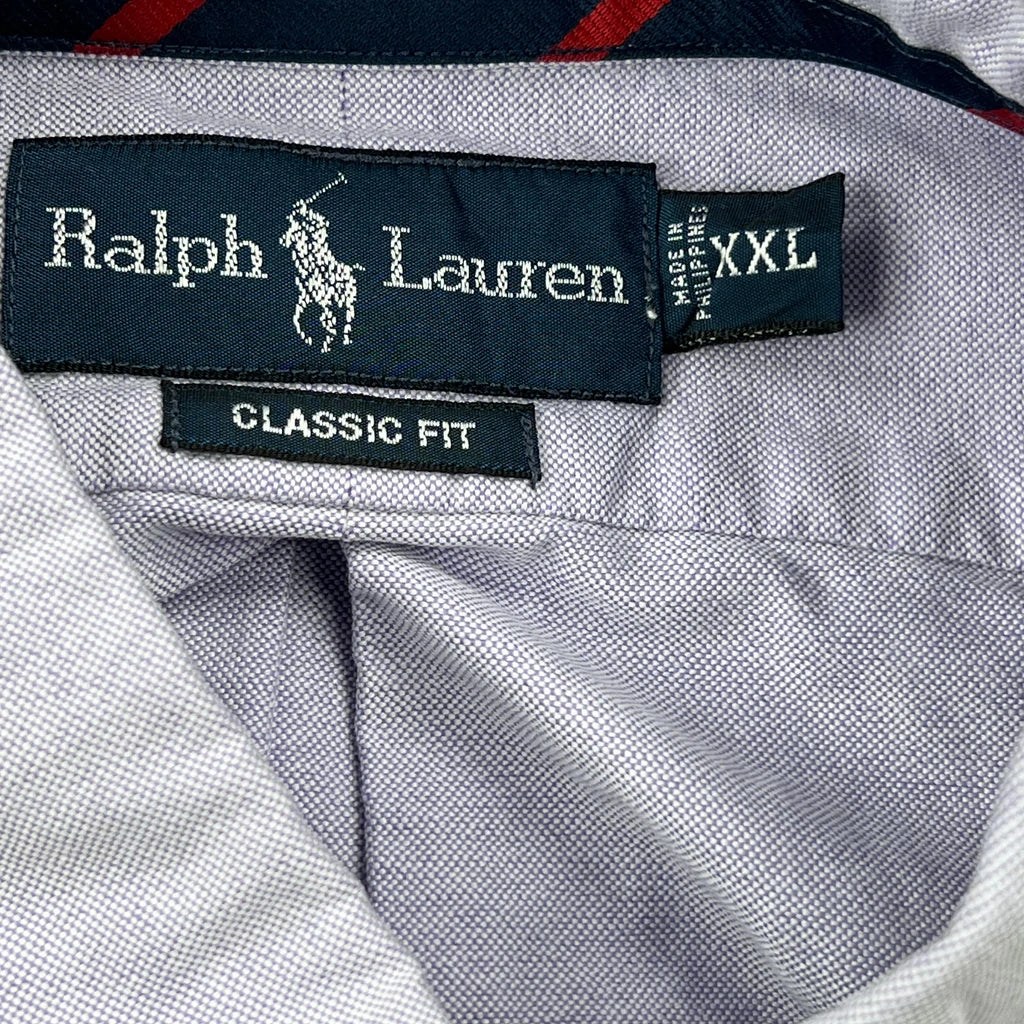 Ralph Lauren
MADE IN
PHILIPPINES
XXL
CLASSIC FIT